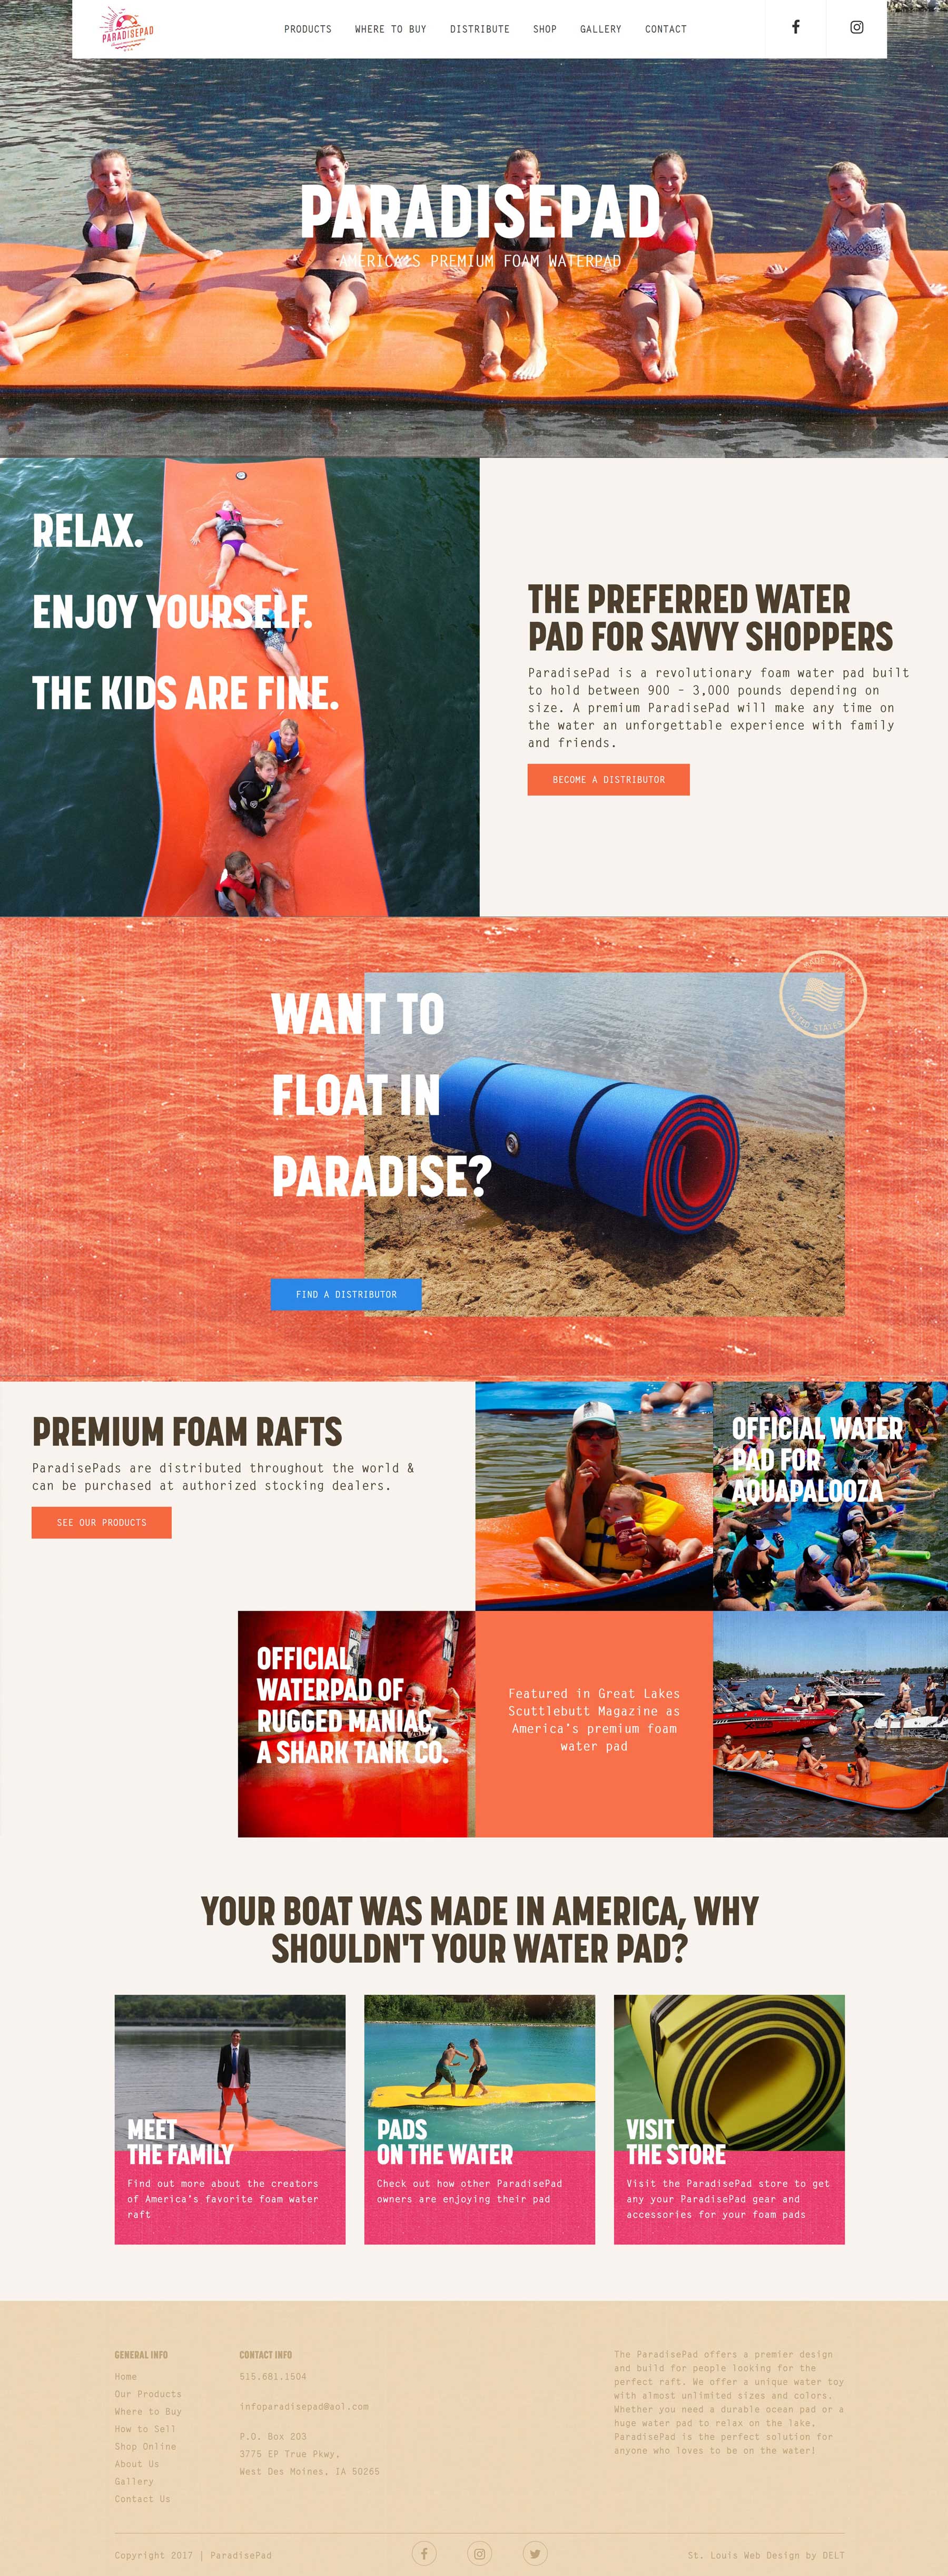 PARADISEPAD
PRODUCTS WHERE TO BUY DISTRIBUTE SHOP GALLERY CONTACT
PARADISEPAD
AMERICA'S PREMIUM FOAM WATERPAD
RELAX.
ENJOY YOURSELF.
THE KIDS ARE FINE.
THE PREFERRED WATER
PAD FOR SAVVY SHOPPERS
ParadisePad is a revolutionary foam water pad built
to hold between 900 - 3,000 pounds depending on
size. A premium ParadisePad will make any time on
the water an unforgettable experience with family
and friends.
BECOME A DISTRIBUTOR
MADE IN THE
UNITED STATES
WANT TO
FLOAT IN
PARADISE?
FIND A DISTRIBUTOR
PREMIUM FOAM RAFTS
ParadisePads are distributed throughout the world &
can be purchased at authorized stocking dealers.
SEE OUR PRODUCTS
OFFICIAL WATER
PAD FOR
AQUAPALOOZA
OFFICIAL
WATERPAD OF
RUGGED MANIAC,
A SHARK TANK CO.
Featured in Great Lakes
Scuttlebutt Magazine as
America's premium foam
water pad
YOUR BOAT WAS MADE IN AMERICA, WHY
SHOULDN'T YOUR WATER PAD?
MEET
THE FAMILY
Find out more about the creators
of America's favorite foam water
raft
PADS
ON THE WATER
Check out how other ParadisePad
owners are enjoying their pad
VISIT
THE STORE
Visit the ParadisePad store to get
any your ParadisePad gear and
accessories for your foam pads
GENERAL INFO
Home
Our Products
Where to Buy
How to Sell
Shop Online
About Us
Gallery
Contact Us
CONTACT INFO
515.681.1504
infoparadisepad@aol.com
P.O. Box 203
3775 EP True Pkwy,
West Des Moines, IA 50265
The ParadisePad offers a premier design
and build for people looking for the
perfect raft. We offer a unique water toy
with almost unlimited sizes and colors.
Whether you need a durable ocean pad or a
huge water pad to relax on the lake,
ParadisePad is the perfect solution for
anyone who loves to be on the water!
Copyright 2017 | ParadisePad
St. Louis Web Design by DELT